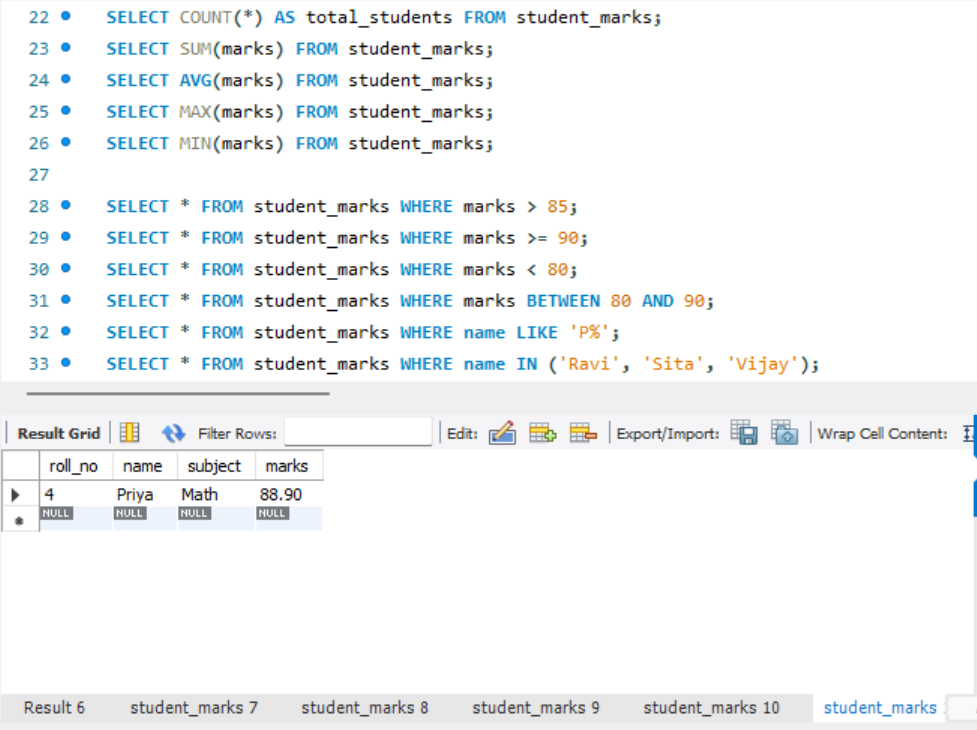 22 SELECT COUNT(*) AS total_students FROM student_marks;
23 SELECT SUM(marks) FROM student_marks;
24 SELECT AVG(marks) FROM student_marks;
25 SELECT MAX(marks) FROM student_marks;
26 SELECT MIN(marks) FROM student_marks;
27
28 SELECT * FROM student_marks WHERE marks > 85;
29 SELECT * FROM student_marks WHERE marks >= 90;
30 SELECT * FROM student_marks WHERE marks < 80;
31 SELECT * FROM student_marks WHERE marks BETWEEN 80 AND 90;
32 SELECT * FROM student_marks WHERE name LIKE 'P%';
33 SELECT * FROM student_marks WHERE name IN ('Ravi', 'Sita', 'Vijay');
Result Grid Filter Rows: Edit: Export/Import: Wrap Cell Content:
roll_no name subject marks
4 Priya Math 88.90
NULL NULL NULL NULL
Result 6 student_marks 7 student_marks 8 student_marks 9 student_marks 10 student_marks